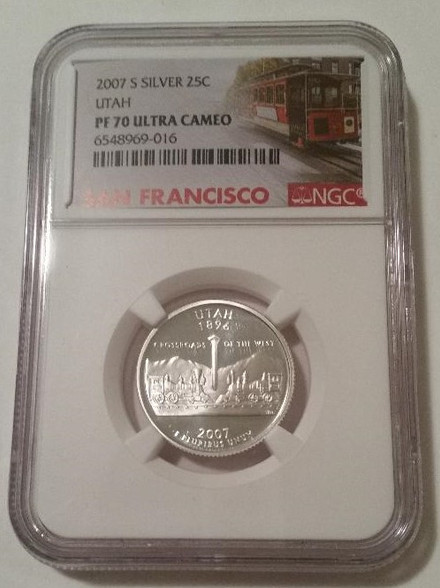 2007 S SILVER 25C
UTAH
PF 70 ULTRA CAMEO
6548969-016
SAN FRANCISCO NGC®
UTAH
1896
CROSSROADS OF THE WEST
2007
E PLURIBUS UNUM